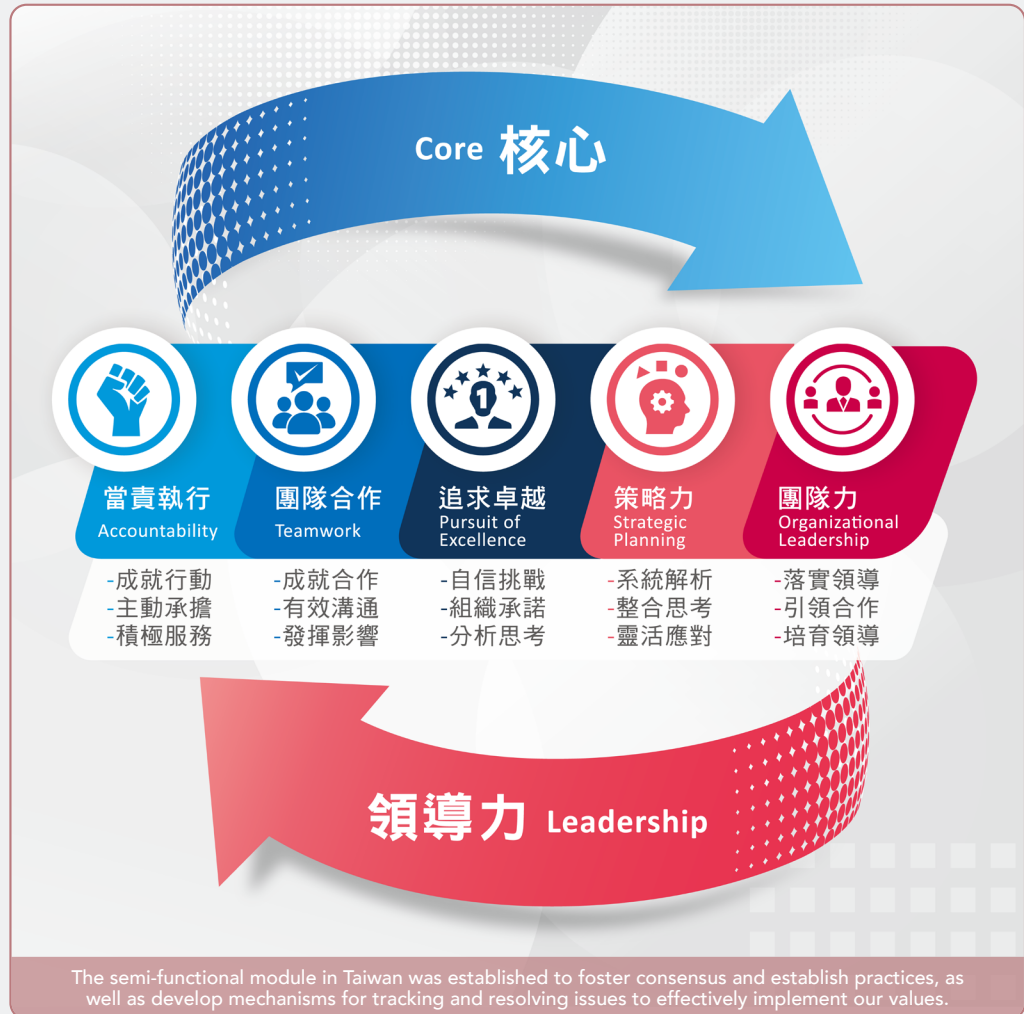 Core 核心
1
當責執行
Accountability
團隊合作
Teamwork
追求卓越
Pursuit of
Excellence
策略力
Strategic
Planning
團隊力
Organizational
Leadership
-成就行動
-主動承擔
-積極服務
-成就合作
-有效溝通
-發揮影響
-自信挑戰
-組織承諾
-分析思考
-系統解析
-整合思考
-靈活應對
-落實領導
-引領合作
-培育領導
領導力 Leadership
The semi-functional module in Taiwan was established to foster consensus and establish practices, as
well as develop mechanisms for tracking and resolving issues to effectively implement our values.